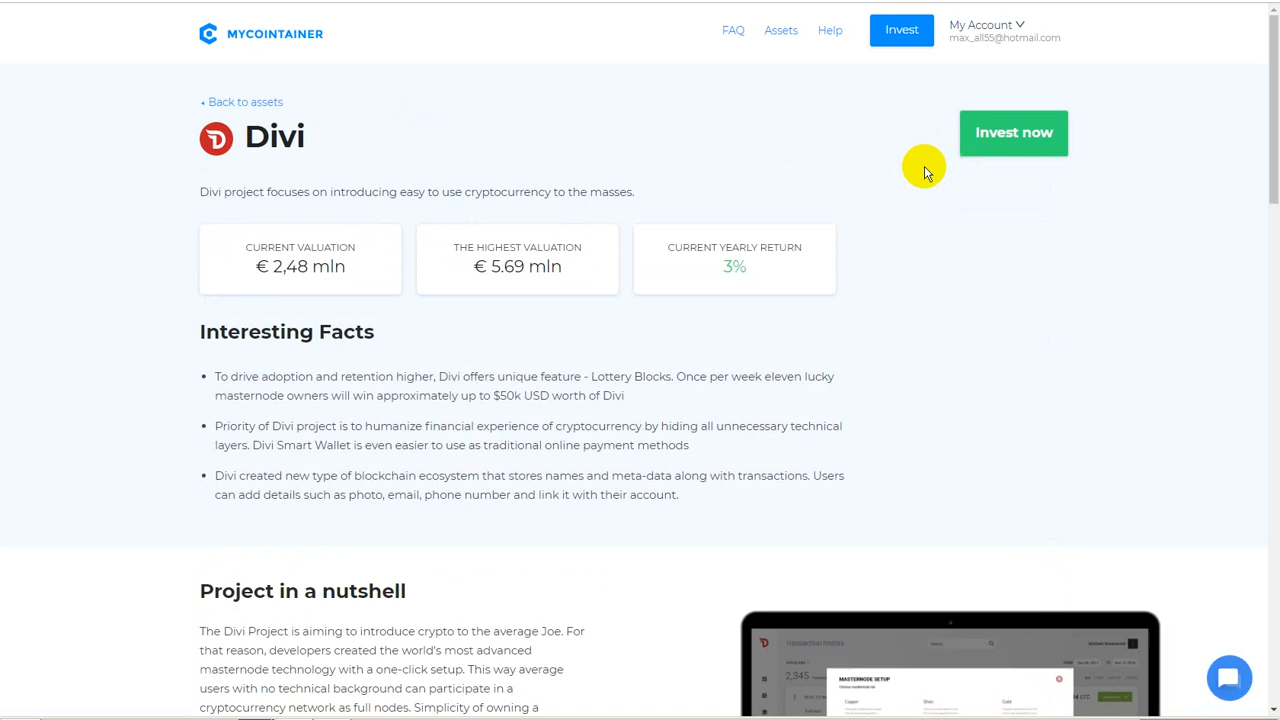 MYCOINTAINER
FAQ
Assets
Help
Invest
My Account
max_all55@hotmail.com
Back to assets
Divi
Invest now
Divi project focuses on introducing easy to use cryptocurrency to the masses.
CURRENT VALUATION
€ 2,48 mln
THE HIGHEST VALUATION
€ 5.69 mln
CURRENT YEARLY RETURN
3%
Interesting Facts
• To drive adoption and retention higher, Divi offers unique feature - Lottery Blocks. Once per week eleven lucky
masternode owners will win approximately up to $50k USD worth of Divi
• Priority of Divi project is to humanize financial experience of cryptocurrency by hiding all unnecessary technical
layers. Divi Smart Wallet is even easier to use as traditional online payment methods
• Divi created new type of blockchain ecosystem that stores names and meta-data along with transactions. Users
can add details such as photo, email, phone number and link it with their account.
Project in a nutshell
The Divi Project is aiming to introduce crypto to the average Joe. For
that reason, developers created the world's most advanced
masternode technology with a one-click setup. This way average
users with no technical background can participate in a
cryptocurrency network as full nodes. Simplicity of owning a
transaction history
2,345
MASTERNODE SETUP
Copper
Silver
Gold
LTC